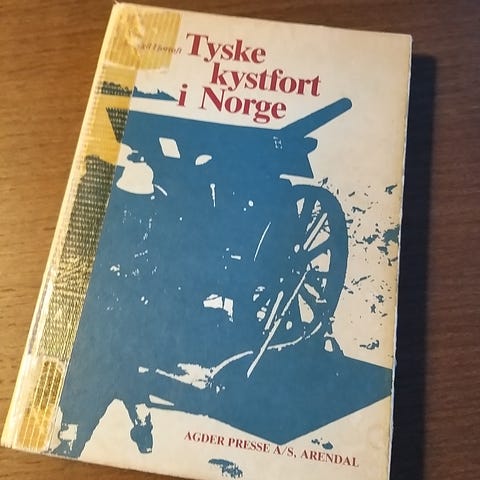 Tyske
kystfort
i Norge
AGDER PRESSE A/S, ARENDAL